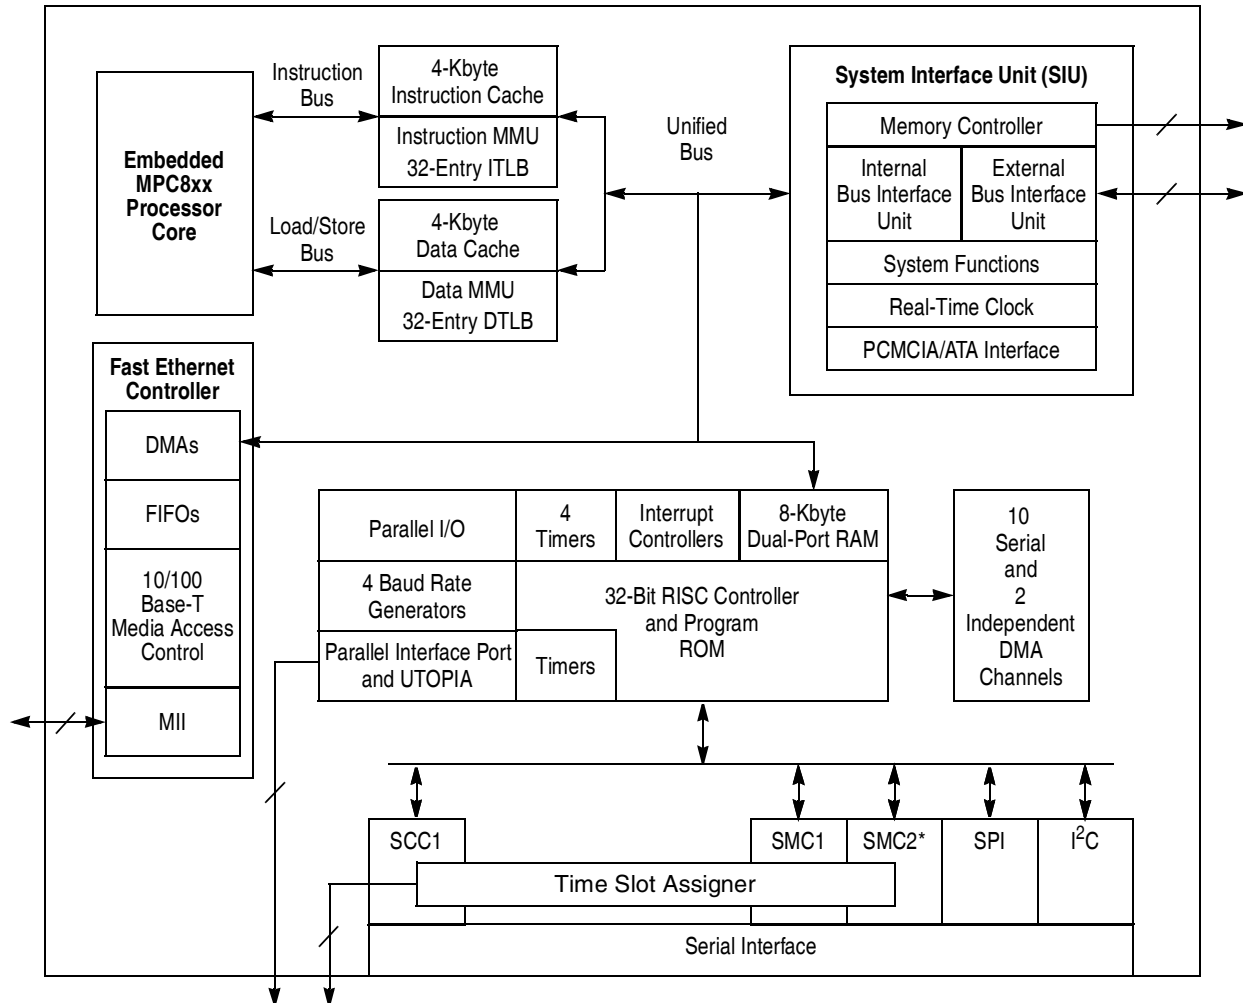 Embedded
MPC8xx
Processor
Core
Instruction
Bus
Load/Store
Bus
4-Kbyte
Instruction Cache
Instruction MMU
32-Entry ITLB
4-Kbyte
Data Cache
Data MMU
32-Entry DTLB
Unified
Bus
System Interface Unit (SIU)
Memory Controller
Internal
Bus Interface
Unit
External
Bus Interface
Unit
System Functions
Real-Time Clock
PCMCIA/ATA Interface
Fast Ethernet
Controller
DMAs
FIFOs
10/100
Base-T
Media Access
Control
MII
Parallel I/O
4
Timers
Interrupt
Controllers
8-Kbyte
Dual-Port RAM
4 Baud Rate
Generators
32-Bit RISC Controller
and Program
ROM
Parallel Interface Port
and UTOPIA
Timers
10
Serial
and
2
Independent
DMA
Channels
SCC1
SMC1
SMC2*
SPI
I²C
Time Slot Assigner
Serial Interface